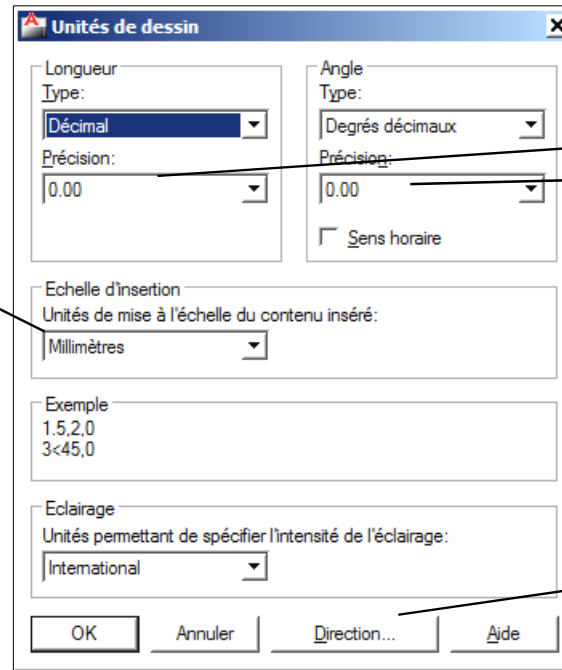 Unités de dessin
Longueur
Type:
Décimal
Précision:
0.00
Angle
Type:
Degrés décimaux
Précision:
0.00
Sens horaire
Echelle d'insertion
Unités de mise à l'échelle du contenu inséré:
Millimètres
Exemple
1.5,2,0
3<45,0
Eclairage
Unités permettant de spécifier l'intensité de l'éclairage:
International
OK Annuler Direction... Aide